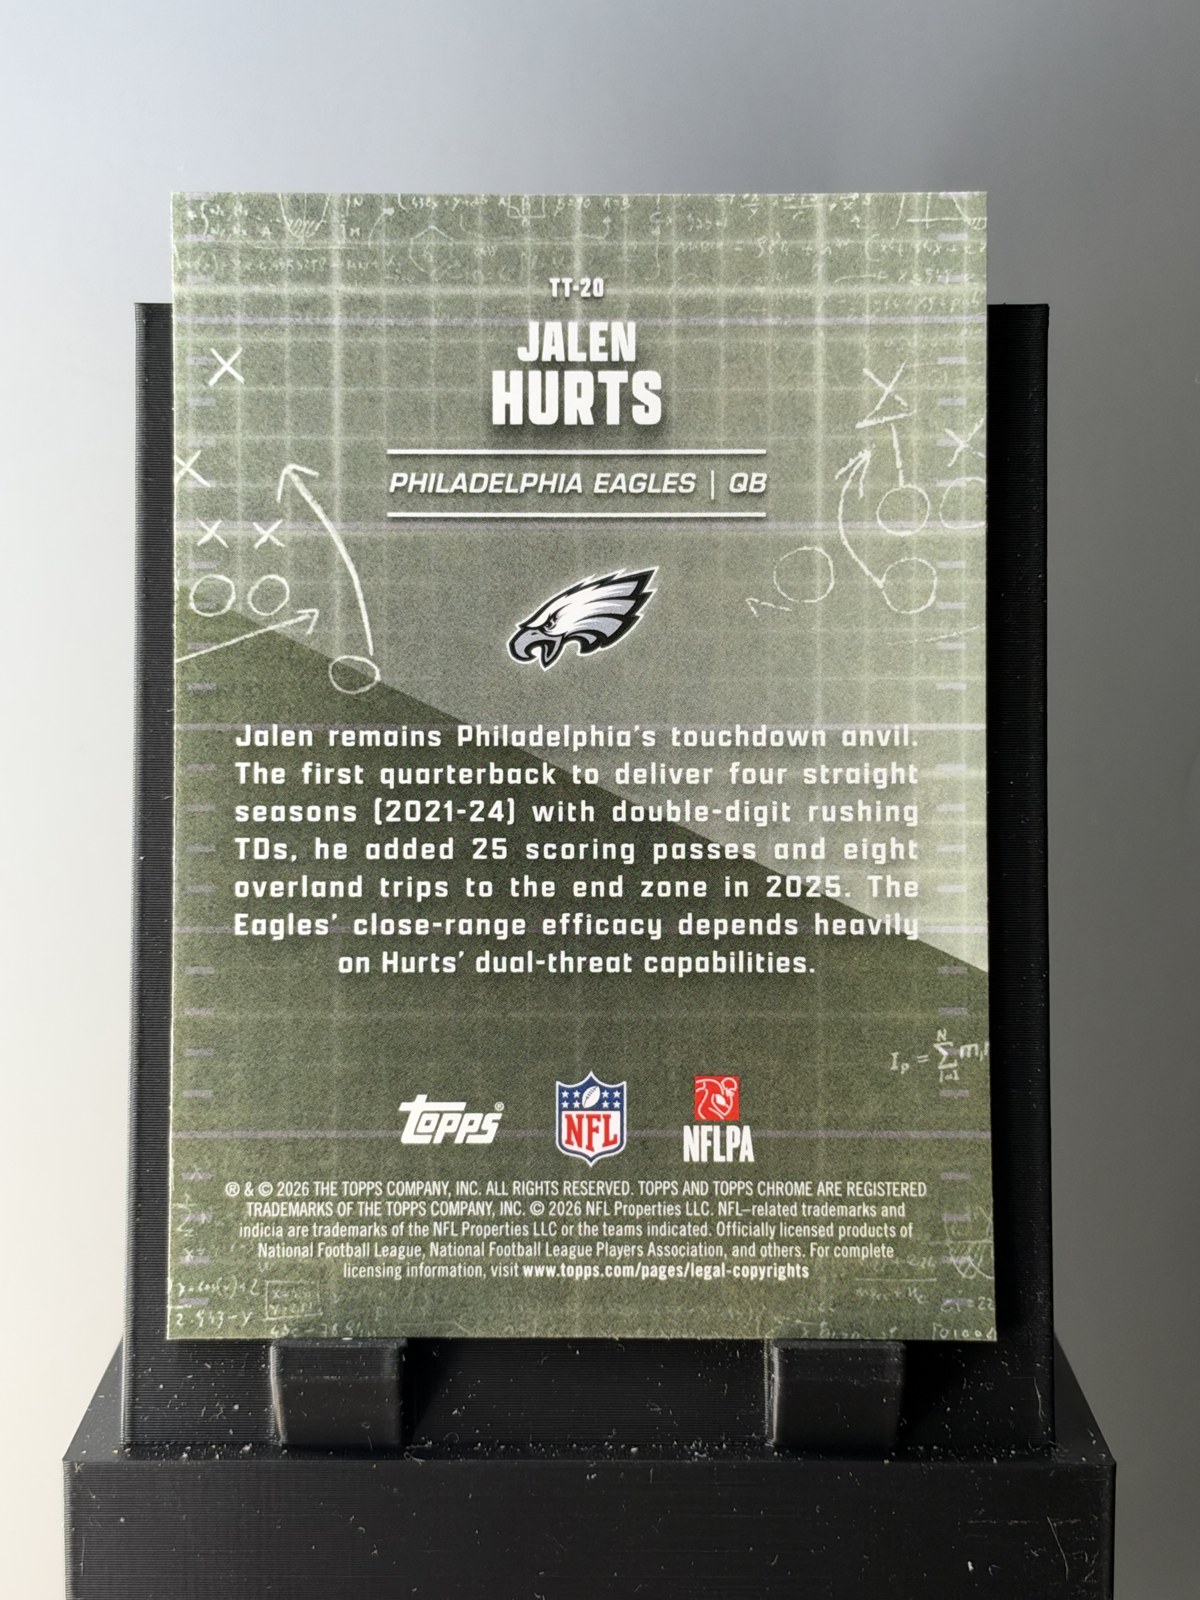 TT-20
JALEN
HURTS
PHILADELPHIA EAGLES | QB
Jalen remains Philadelphia's touchdown anvil.
The first quarterback to deliver four straight
seasons (2021-24) with double-digit rushing
TDs, he added 25 scoring passes and eight
overland trips to the end zone in 2025. The
Eagles' close-range efficacy depends heavily
on Hurts' dual-threat capabilities.
I_P = N Σ i=1 m
TOPPS® NFL NFLPA
® & © 2026 THE TOPPS COMPANY, INC. ALL RIGHTS RESERVED. TOPPS AND TOPPS CHROME ARE REGISTERED
TRADEMARKS OF THE TOPPS COMPANY, INC. © 2026 NFL Properties LLC. NFL–related trademarks and
indicia are trademarks of the NFL Properties LLC or the teams indicated. Officially licensed products of
National Football League, National Football League Players Association, and others. For complete
licensing information, visit www.topps.com/pages/legal-copyrights